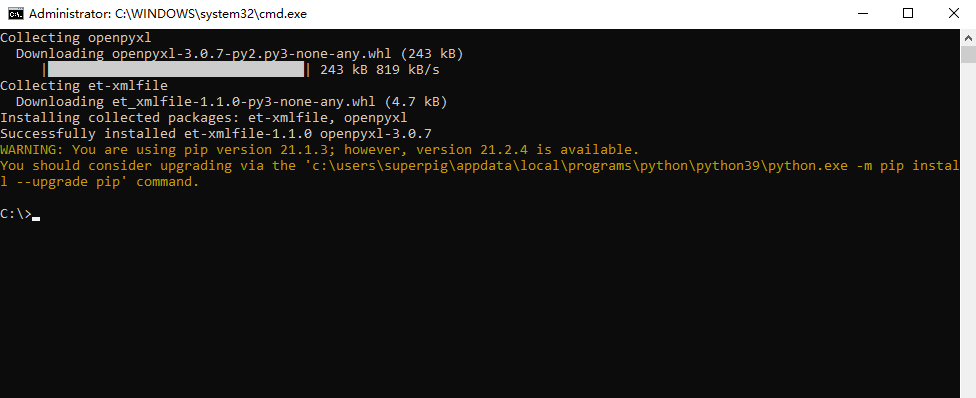 Administrator: C:\WINDOWS\system32\cmd.exe
Collecting openpyxl
  Downloading openpyxl-3.0.7-py2.py3-none-any.whl (243 kB)
     |████████████████████████████████| 243 kB 819 kB/s
Collecting et-xmlfile
  Downloading et_xmlfile-1.1.0-py3-none-any.whl (4.7 kB)
Installing collected packages: et-xmlfile, openpyxl
Successfully installed et-xmlfile-1.1.0 openpyxl-3.0.7
WARNING: You are using pip version 21.1.3; however, version 21.2.4 is available.
You should consider upgrading via the 'c:\users\superpig\appdata\local\programs\python\python39\python.exe -m pip instal
l --upgrade pip' command.
C:\>